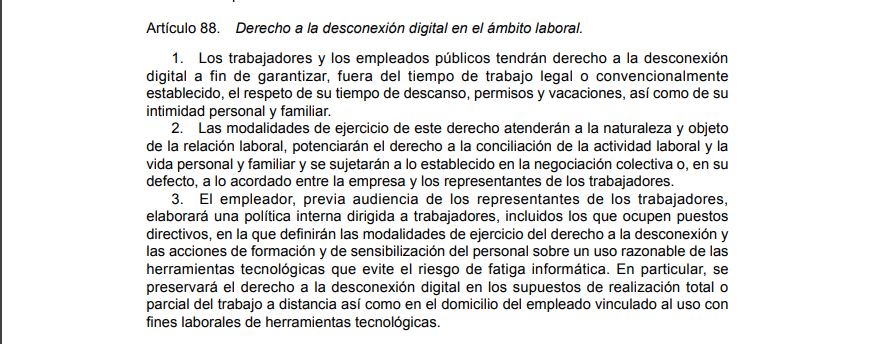 Artículo 88. Derecho a la desconexión digital en el ámbito laboral.
1. Los trabajadores y los empleados públicos tendrán derecho a la desconexión
digital a fin de garantizar, fuera del tiempo de trabajo legal o convencionalmente
establecido, el respeto de su tiempo de descanso, permisos y vacaciones, así como de su
intimidad personal y familiar.
2. Las modalidades de ejercicio de este derecho atenderán a la naturaleza y objeto
de la relación laboral, potenciarán el derecho a la conciliación de la actividad laboral y la
vida personal y familiar y se sujetarán a lo establecido en la negociación colectiva o, en su
defecto, a lo acordado entre la empresa y los representantes de los trabajadores.
3. El empleador, previa audiencia de los representantes de los trabajadores,
elaborará una política interna dirigida a trabajadores, incluidos los que ocupen puestos
directivos, en la que definirán las modalidades de ejercicio del derecho a la desconexión y
las acciones de formación y de sensibilización del personal sobre un uso razonable de las
herramientas tecnológicas que evite el riesgo de fatiga informática. En particular, se
preservará el derecho a la desconexión digital en los supuestos de realización total o
parcial del trabajo a distancia así como en el domicilio del empleado vinculado al uso con
fines laborales de herramientas tecnológicas.